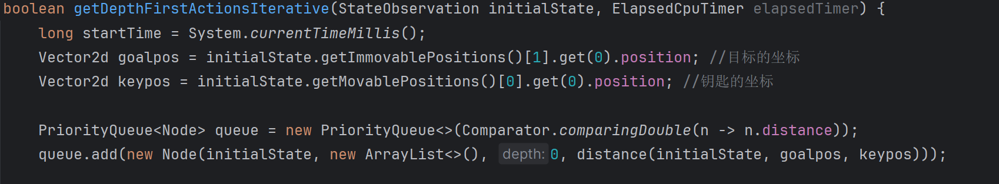 boolean getDepthFirstActionsIterative(StateObservation initialState, ElapsedCpuTimer elapsedTimer) {
    long startTime = System.currentTimeMillis();
    Vector2d goalpos = initialState.getImmovablePositions()[1].get(0).position; //目标的坐标
    Vector2d keypos = initialState.getMovablePositions()[0].get(0).position; //钥匙的坐标
    PriorityQueue<Node> queue = new PriorityQueue<>(Comparator.comparingDouble(n -> n.distance));
    queue.add(new Node(initialState, new ArrayList<>(), depth: 0, distance(initialState, goalpos, keypos)));